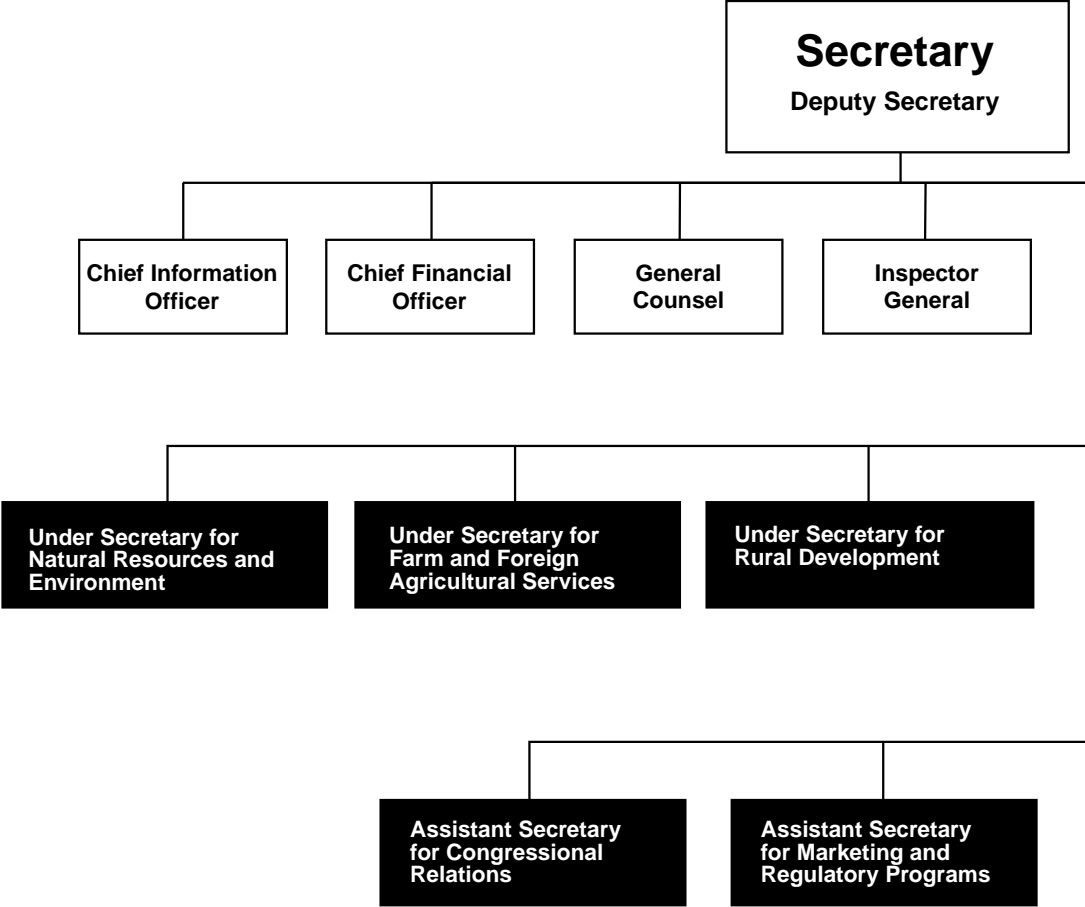 Secretary
Deputy Secretary
Chief Information
Officer
Chief Financial
Officer
General
Counsel
Inspector
General
Under Secretary for
Natural Resources and
Environment
Under Secretary for
Farm and Foreign
Agricultural Services
Under Secretary for
Rural Development
Assistant Secretary
for Congressional
Relations
Assistant Secretary
for Marketing and
Regulatory Programs